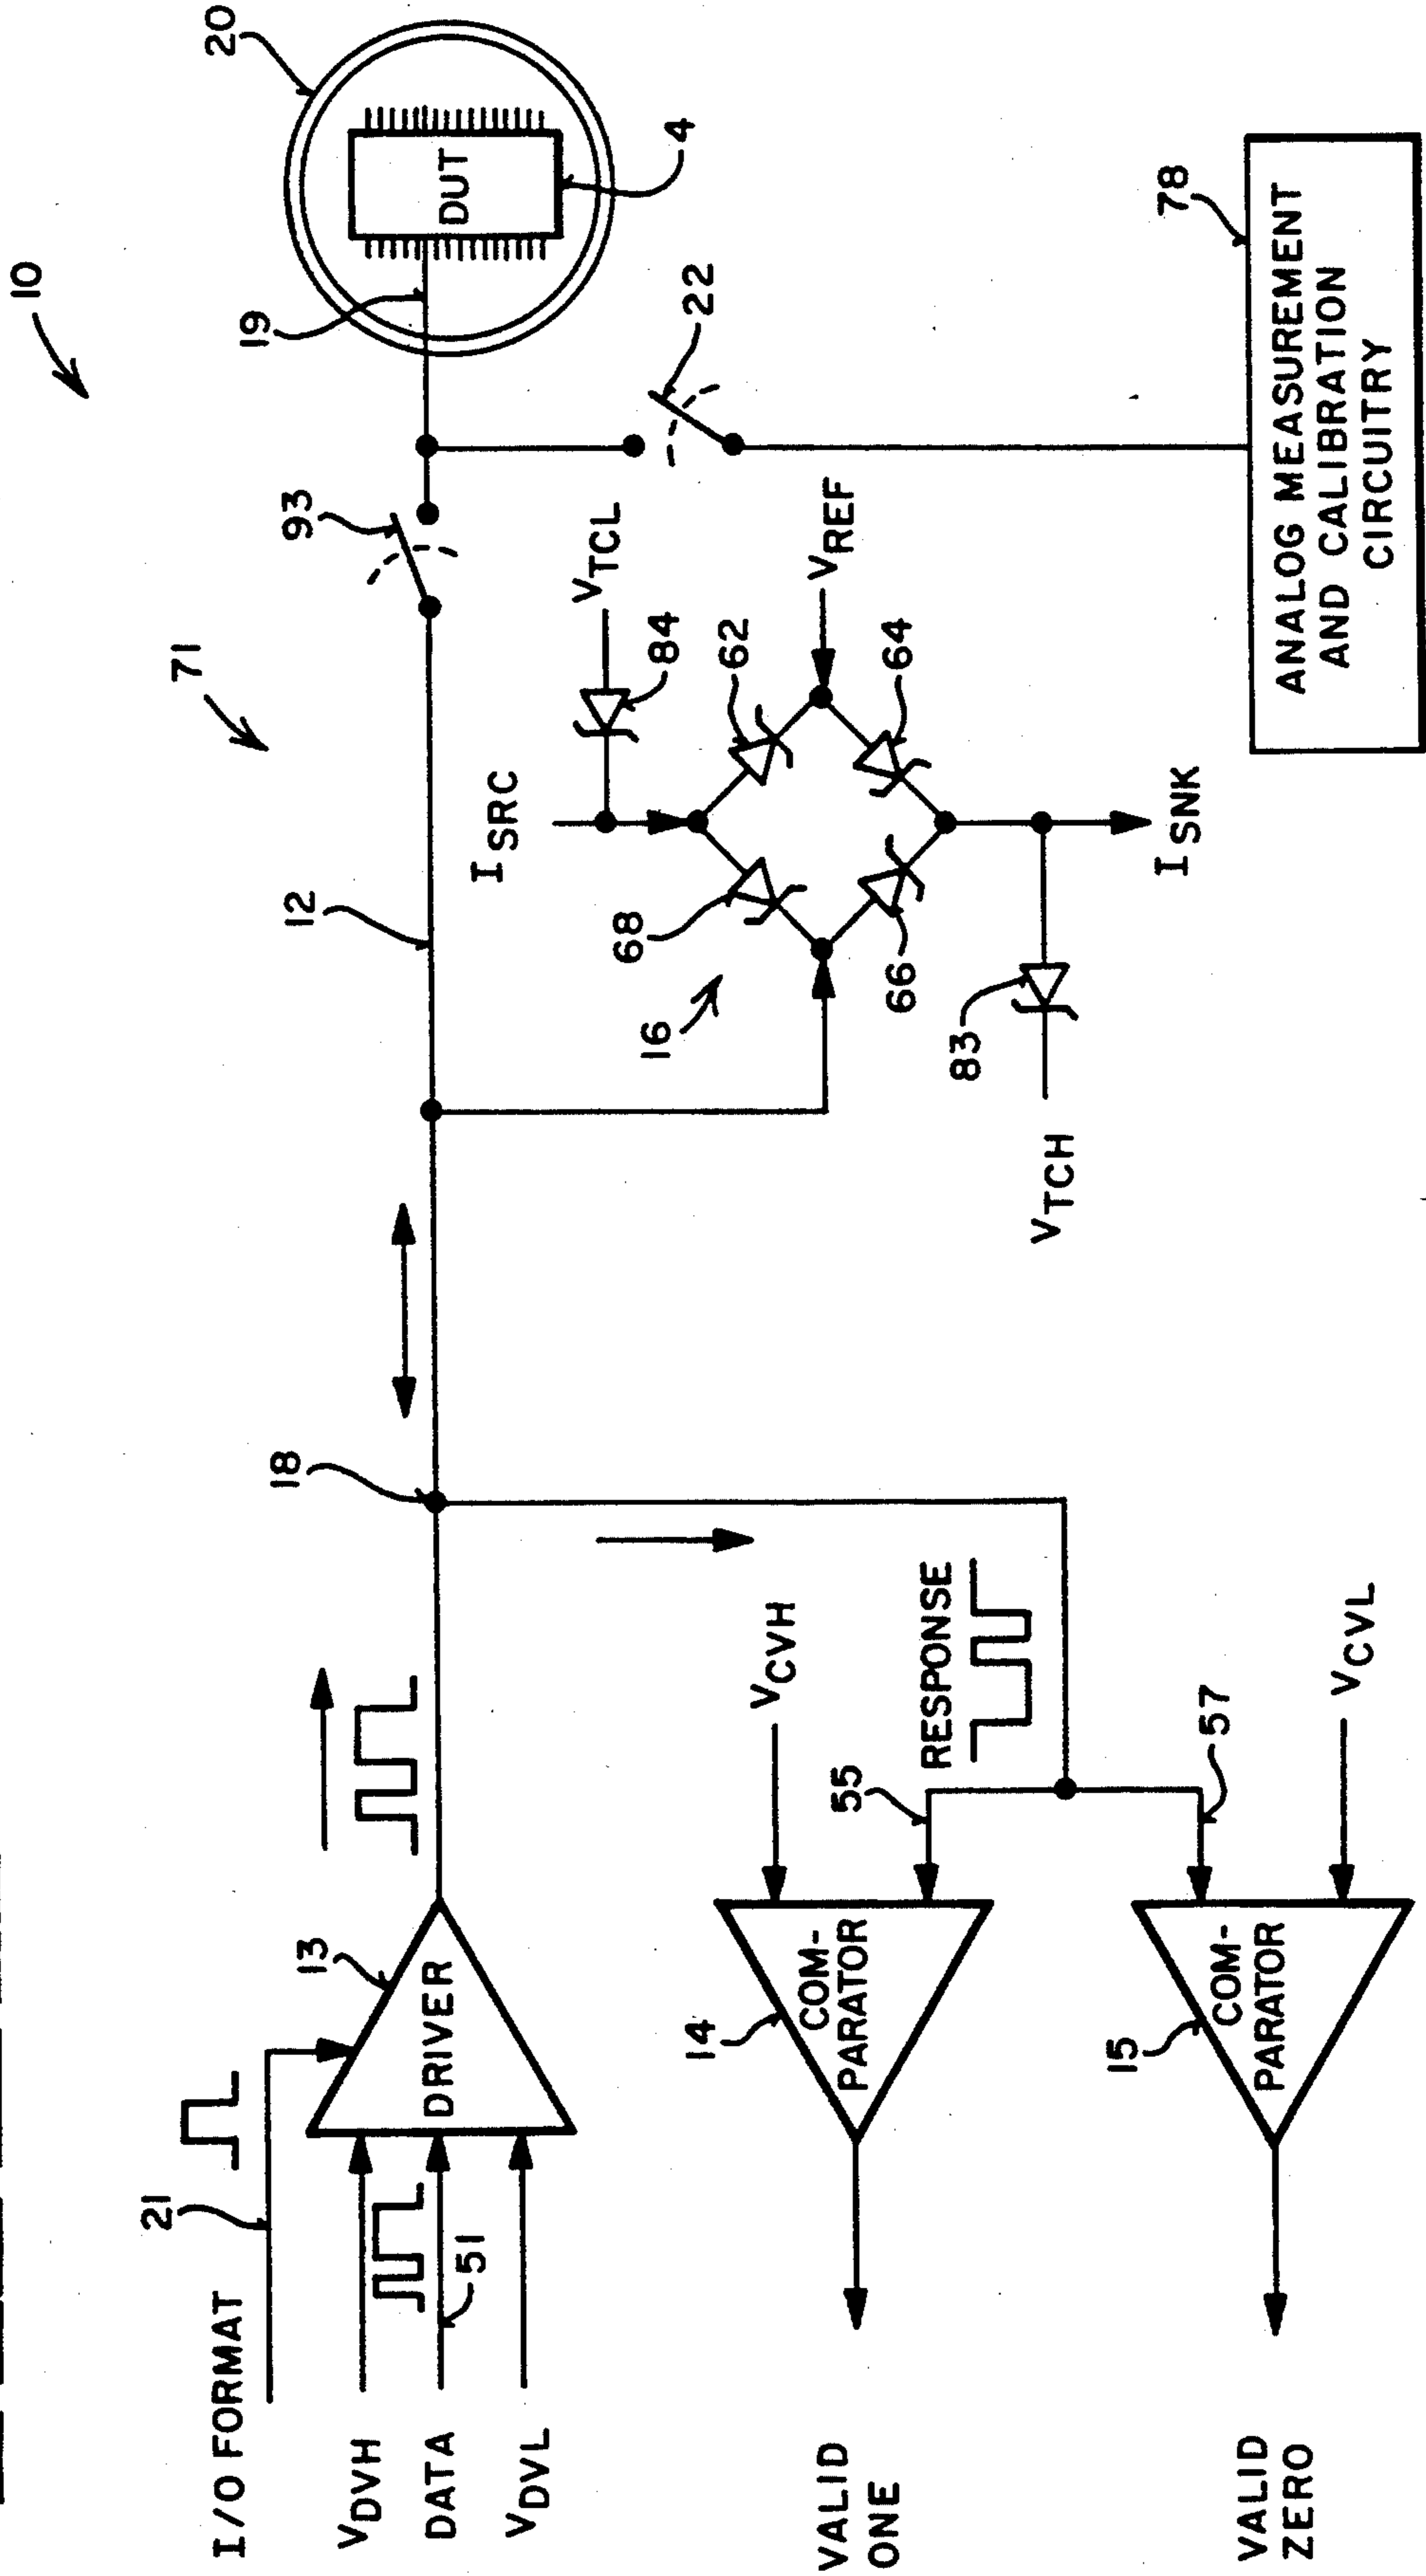 10
71
20
DUT
4
19
93
22
12
18
I/O FORMAT
21
13
DRIVER
VDVH
DATA
51
VDVL
ISRC
VTCL
84
62
VREF
64
68
66
16
ISNK
83
VTCH
78
ANALOG MEASUREMENT
AND CALIBRATION
CIRCUITRY
VCVH
RESPONSE
55
57
VCVL
14
COM-
PARATOR
VALID
ONE
15
COM-
PARATOR
VALID
ZERO